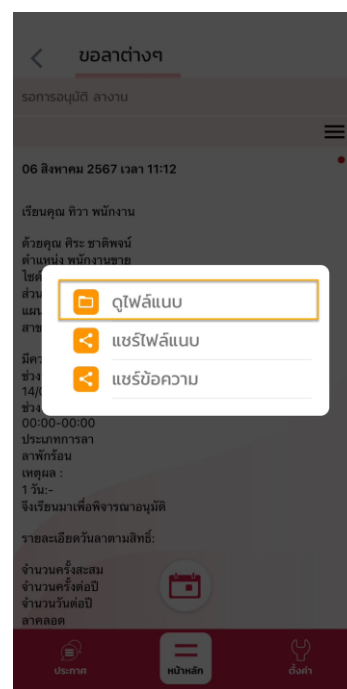 ขอลาต่างๆ
รอการอนุมัติ ลางาน
06 สิงหาคม 2567 เวลา 11:12
เรียนคุณ ทิวา พนักงาน
ด้วยคุณ ศิระ ชาติพจน์
ตำแหน่ง พนักงานขาย
ดูไฟล์แนบ
แชร์ไฟล์แนบ
แชร์ข้อความ
00:00-00:00
ประเภทการลา
ลาพักร้อน
เหตุผล :
1 วัน:-
จึงเรียนมาเพื่อพิจารณาอนุมัติ
รายละเอียดวันลาตามสิทธิ์:
จำนวนครั้งสะสม
จำนวนครั้งต่อปี
จำนวนวันต่อปี
ลาคลอด
ประกาศ
หน้าหลัก
ตั้งค่า